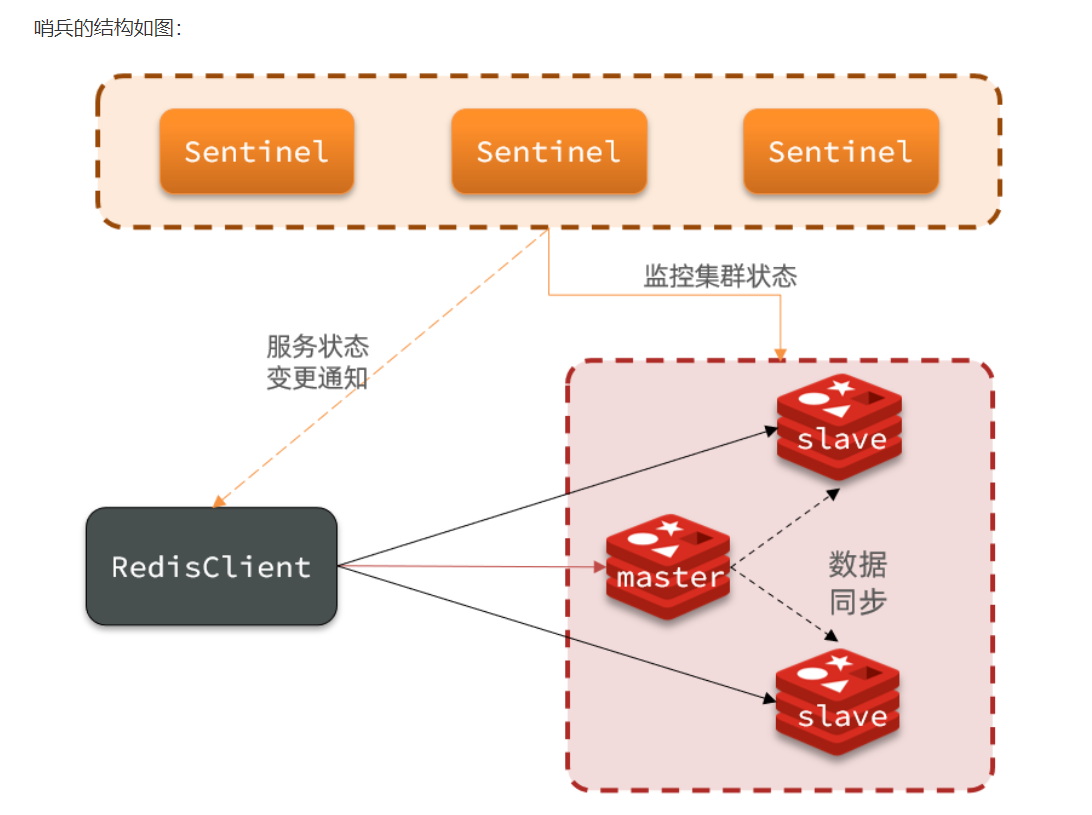 哨兵的结构如图：
Sentinel
Sentinel
Sentinel
监控集群状态
服务状态
变更通知
slave
RedisClient
master
数据
同步
slave